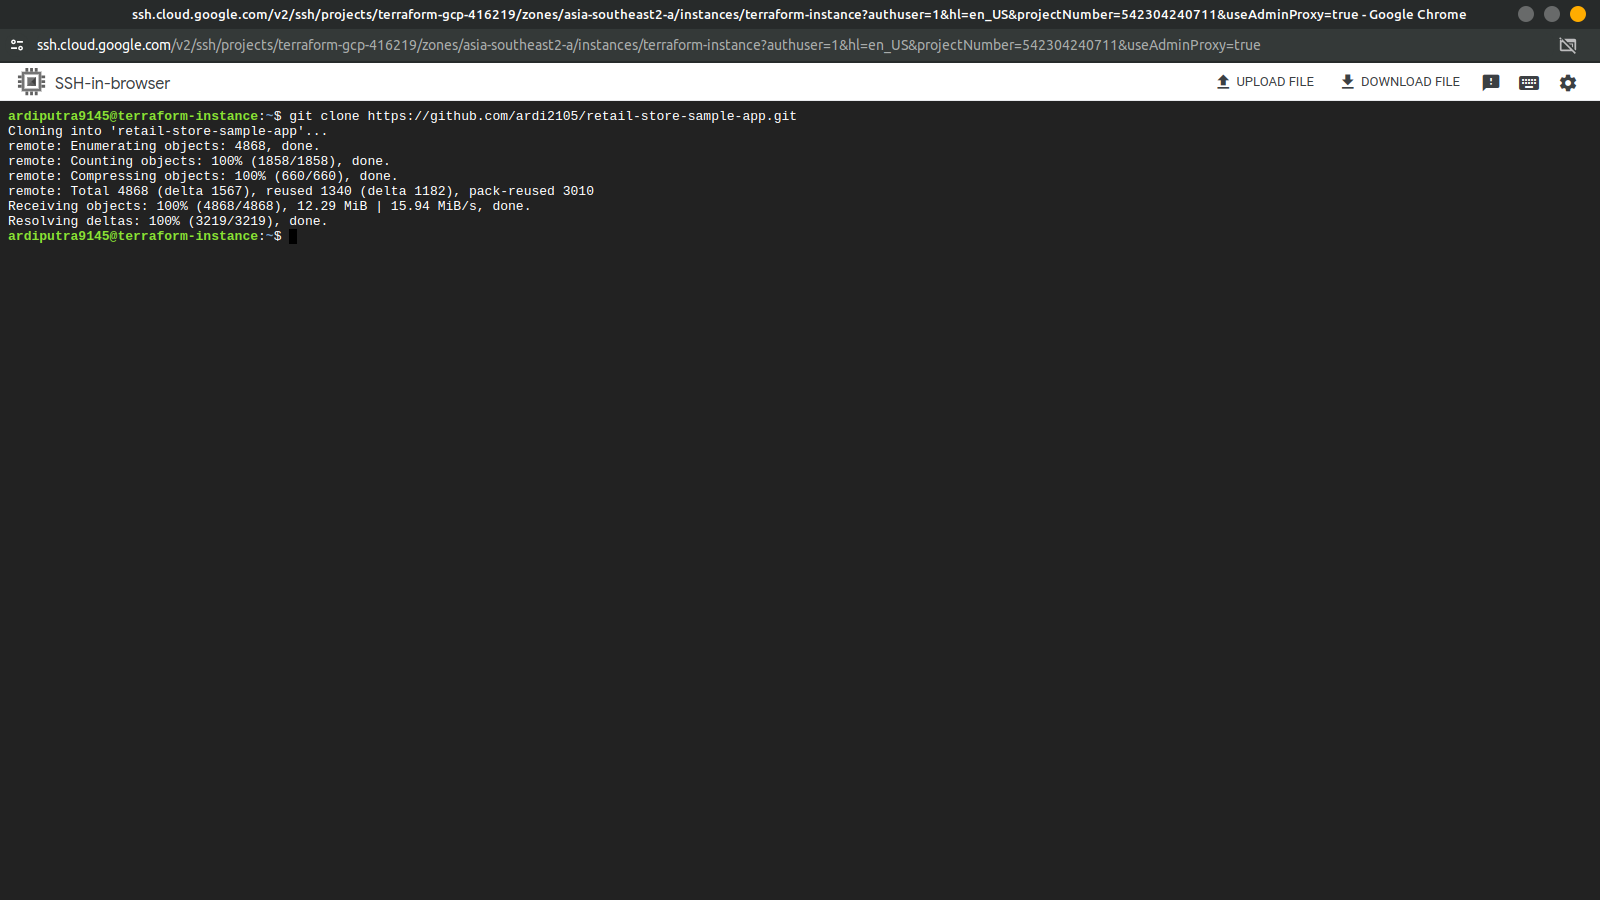 ssh.cloud.google.com/v2/ssh/projects/terraform-gcp-416219/zones/asia-southeast2-a/instances/terraform-instance?authuser=1&hl=en_US&projectNumber=542304240711&useAdminProxy=true - Google Chrome
ssh.cloud.google.com/v2/ssh/projects/terraform-gcp-416219/zones/asia-southeast2-a/instances/terraform-instance?authuser=1&hl=en_US&projectNumber=542304240711&useAdminProxy=true
SSH-in-browser UPLOAD FILE DOWNLOAD FILE
ardiputra9145@terraform-instance:~$ git clone https://github.com/ardi2105/retail-store-sample-app.git
Cloning into 'retail-store-sample-app'...
remote: Enumerating objects: 4868, done.
remote: Counting objects: 100% (1858/1858), done.
remote: Compressing objects: 100% (660/660), done.
remote: Total 4868 (delta 1567), reused 1340 (delta 1182), pack-reused 3010
Receiving objects: 100% (4868/4868), 12.29 MiB | 15.94 MiB/s, done.
Resolving deltas: 100% (3219/3219), done.
ardiputra9145@terraform-instance:~$